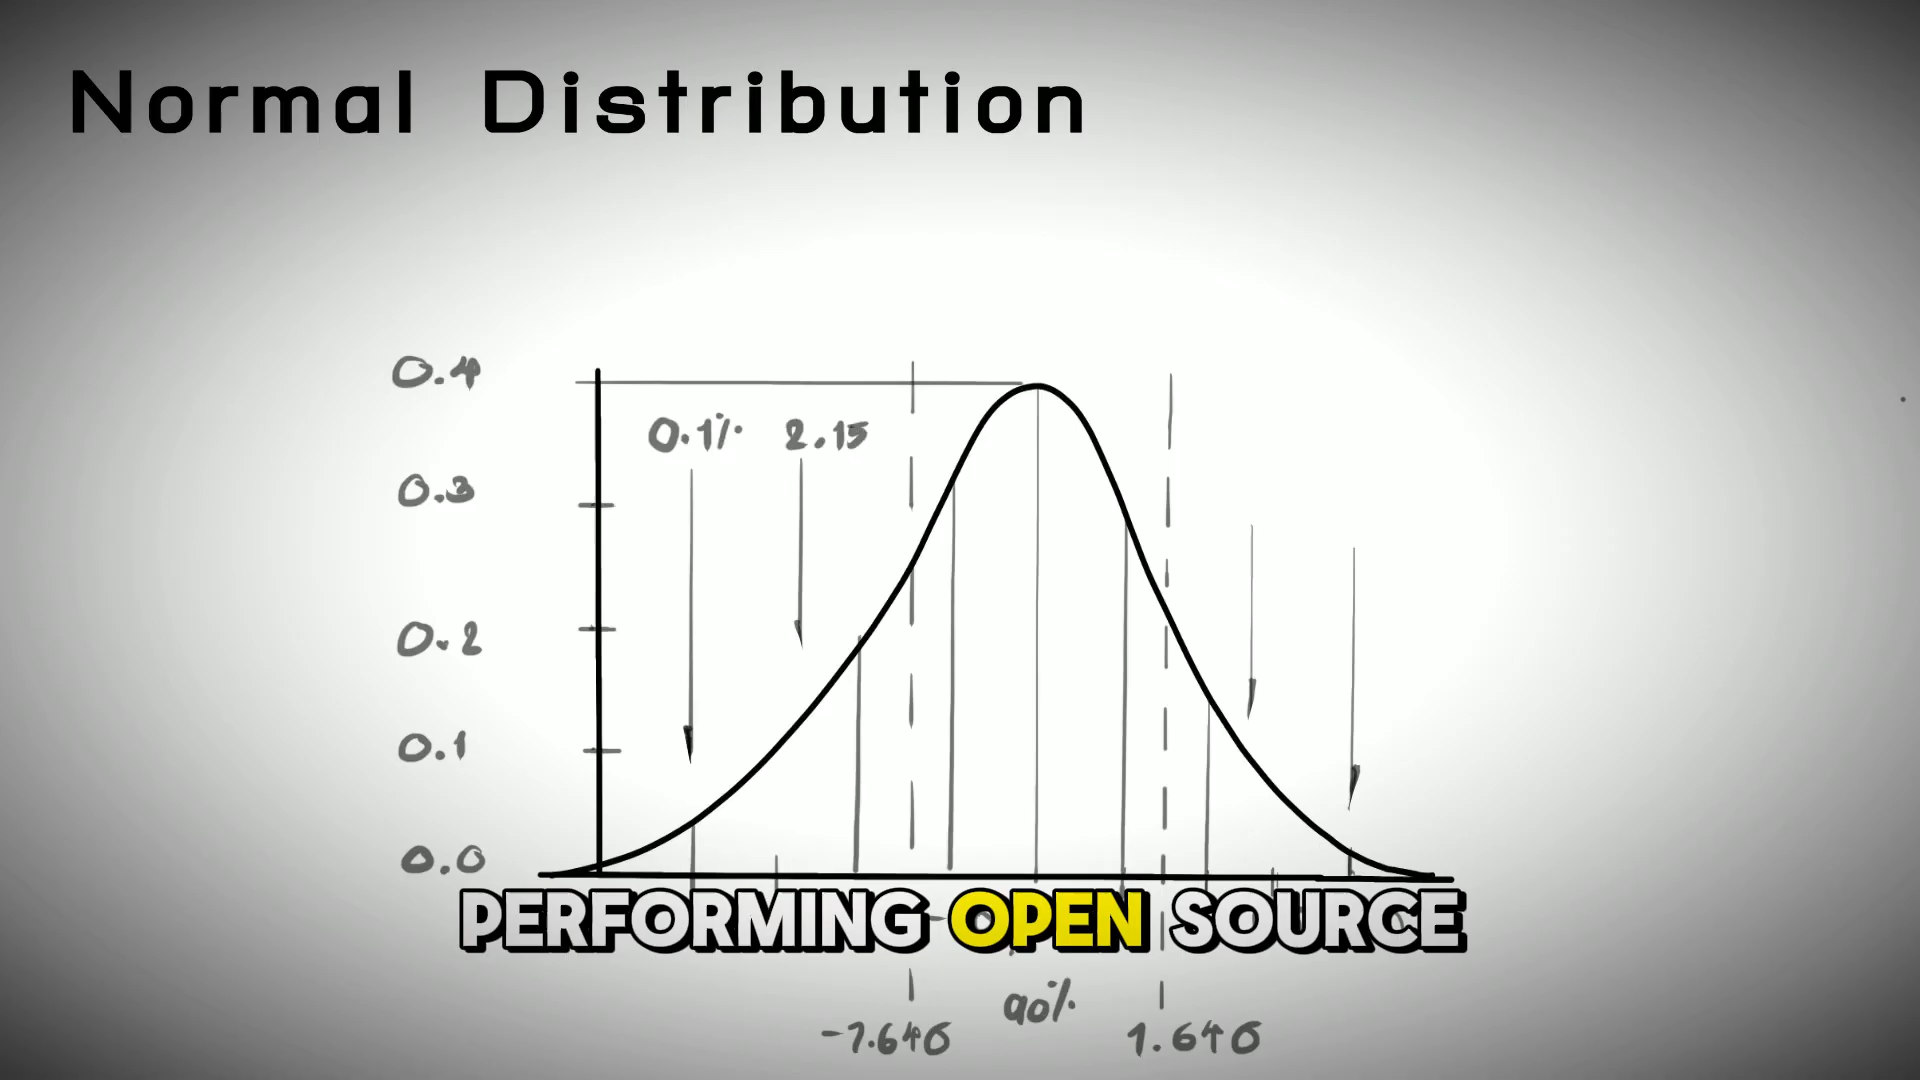 Normal Distribution
0.4
0.1% 2.15
0.3
0.2
0.1
0.0
PERFORMING OPEN SOURCE
90%
-1.64σ 1.64σ